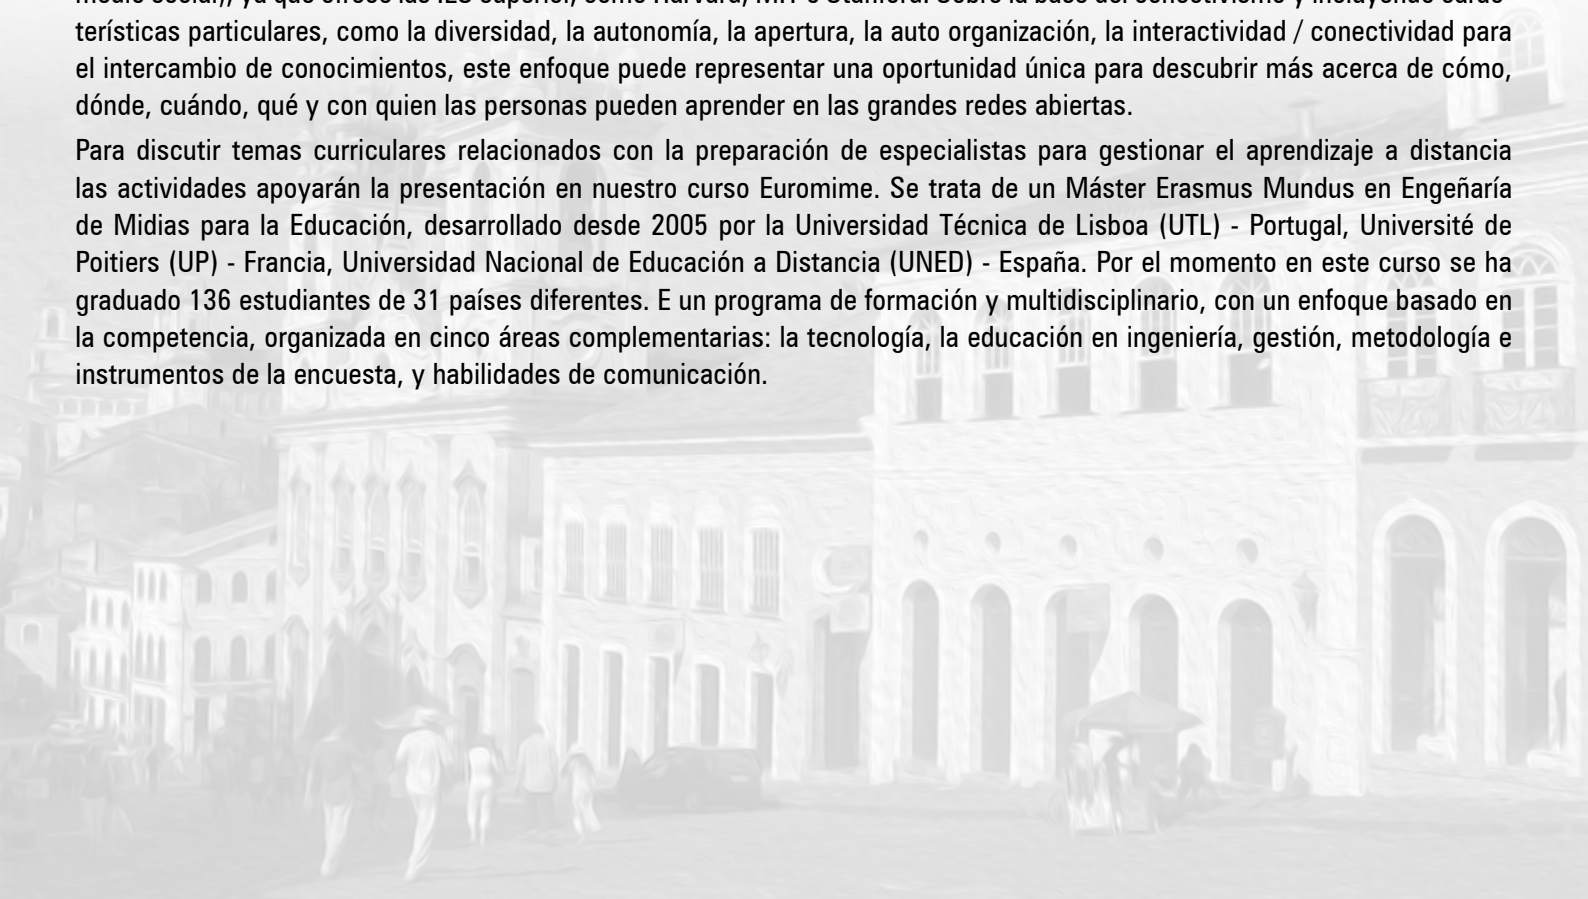 terísticas particulares, como la diversidad, la autonomía, la apertura, la auto organización, la interactividad / conectividad para
el intercambio de conocimientos, este enfoque puede representar una oportunidad única para descubrir más acerca de cómo,
dónde, cuándo, qué y con quien las personas pueden aprender en las grandes redes abiertas.
Para discutir temas curriculares relacionados con la preparación de especialistas para gestionar el aprendizaje a distancia
las actividades apoyarán la presentación en nuestro curso Euromime. Se trata de un Máster Erasmus Mundus en Engeñaría
de Midias para la Educación, desarrollado desde 2005 por la Universidad Técnica de Lisboa (UTL) - Portugal, Université de
Poitiers (UP) - Francia, Universidad Nacional de Educación a Distancia (UNED) - España. Por el momento en este curso se ha
graduado 136 estudiantes de 31 países diferentes. E un programa de formación y multidisciplinario, con un enfoque basado en
la competencia, organizada en cinco áreas complementarias: la tecnología, la educación en ingeniería, gestión, metodología e
instrumentos de la encuesta, y habilidades de comunicación.